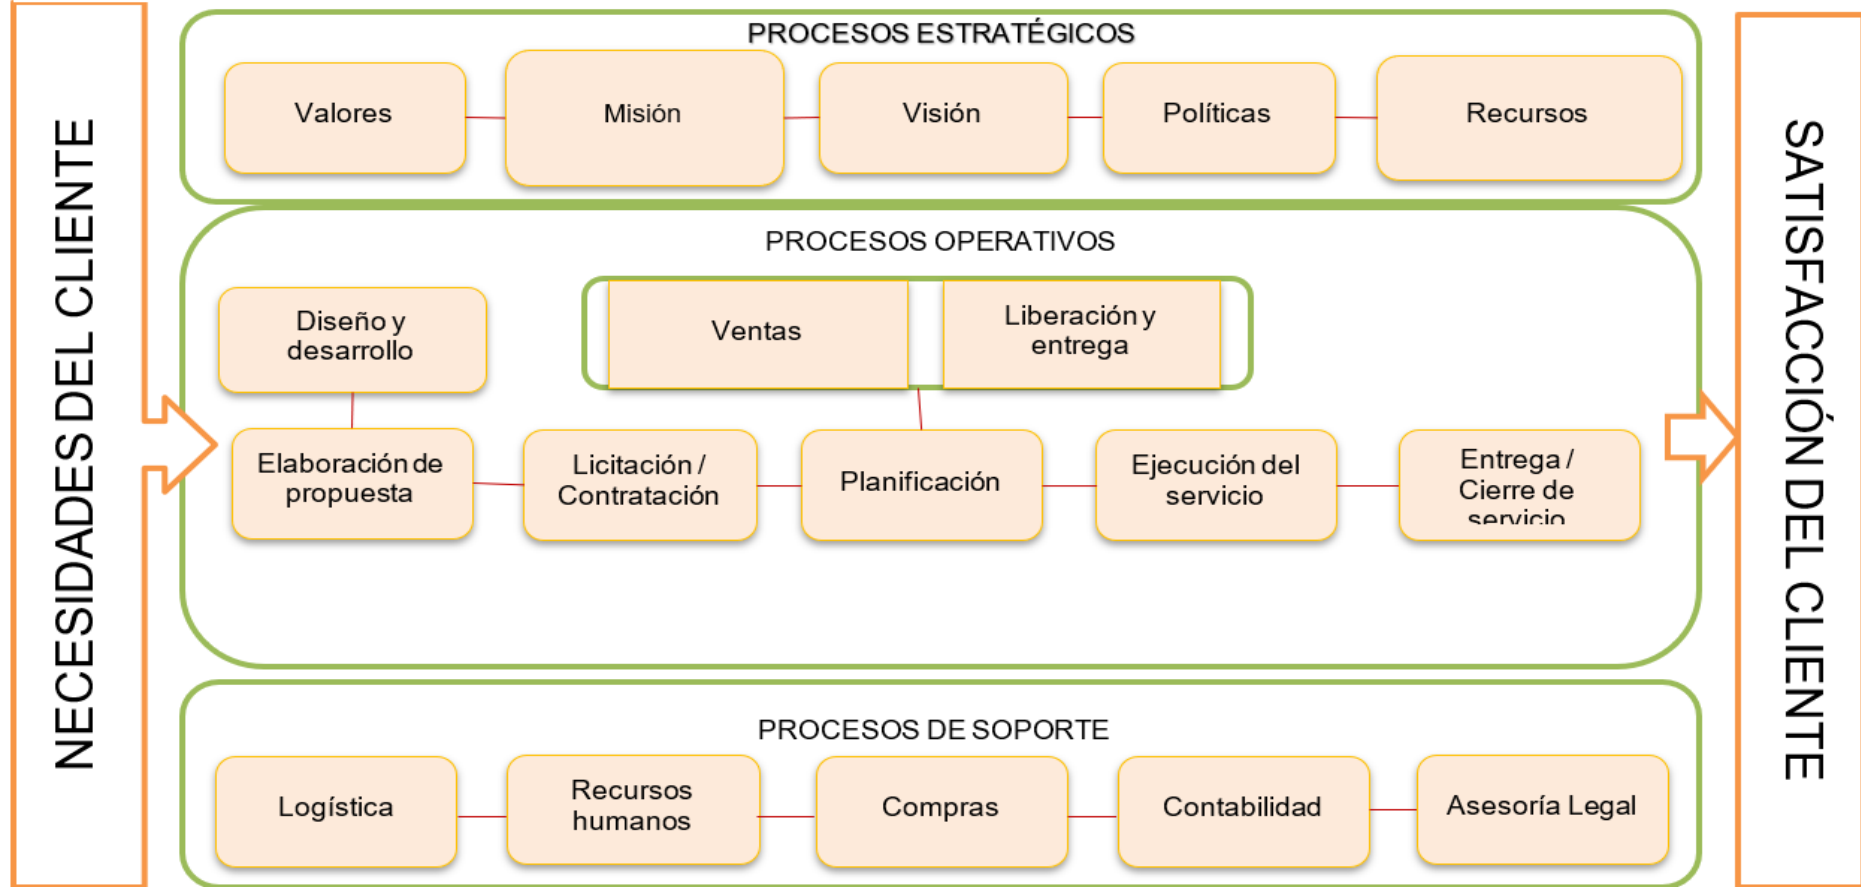 NECESIDADES DEL CLIENTE
PROCESOS ESTRATÉGICOS
Valores
Misión
Visión
Políticas
Recursos
PROCESOS OPERATIVOS
Diseño y
desarrollo
Ventas
Liberación y
entrega
Elaboración de
propuesta
Licitación /
Contratación
Planificación
Ejecución del
servicio
Entrega /
Cierre de
servicio
PROCESOS DE SOPORTE
Logística
Recursos
humanos
Compras
Contabilidad
Asesoría Legal
SATISFACCIÓN DEL CLIENTE